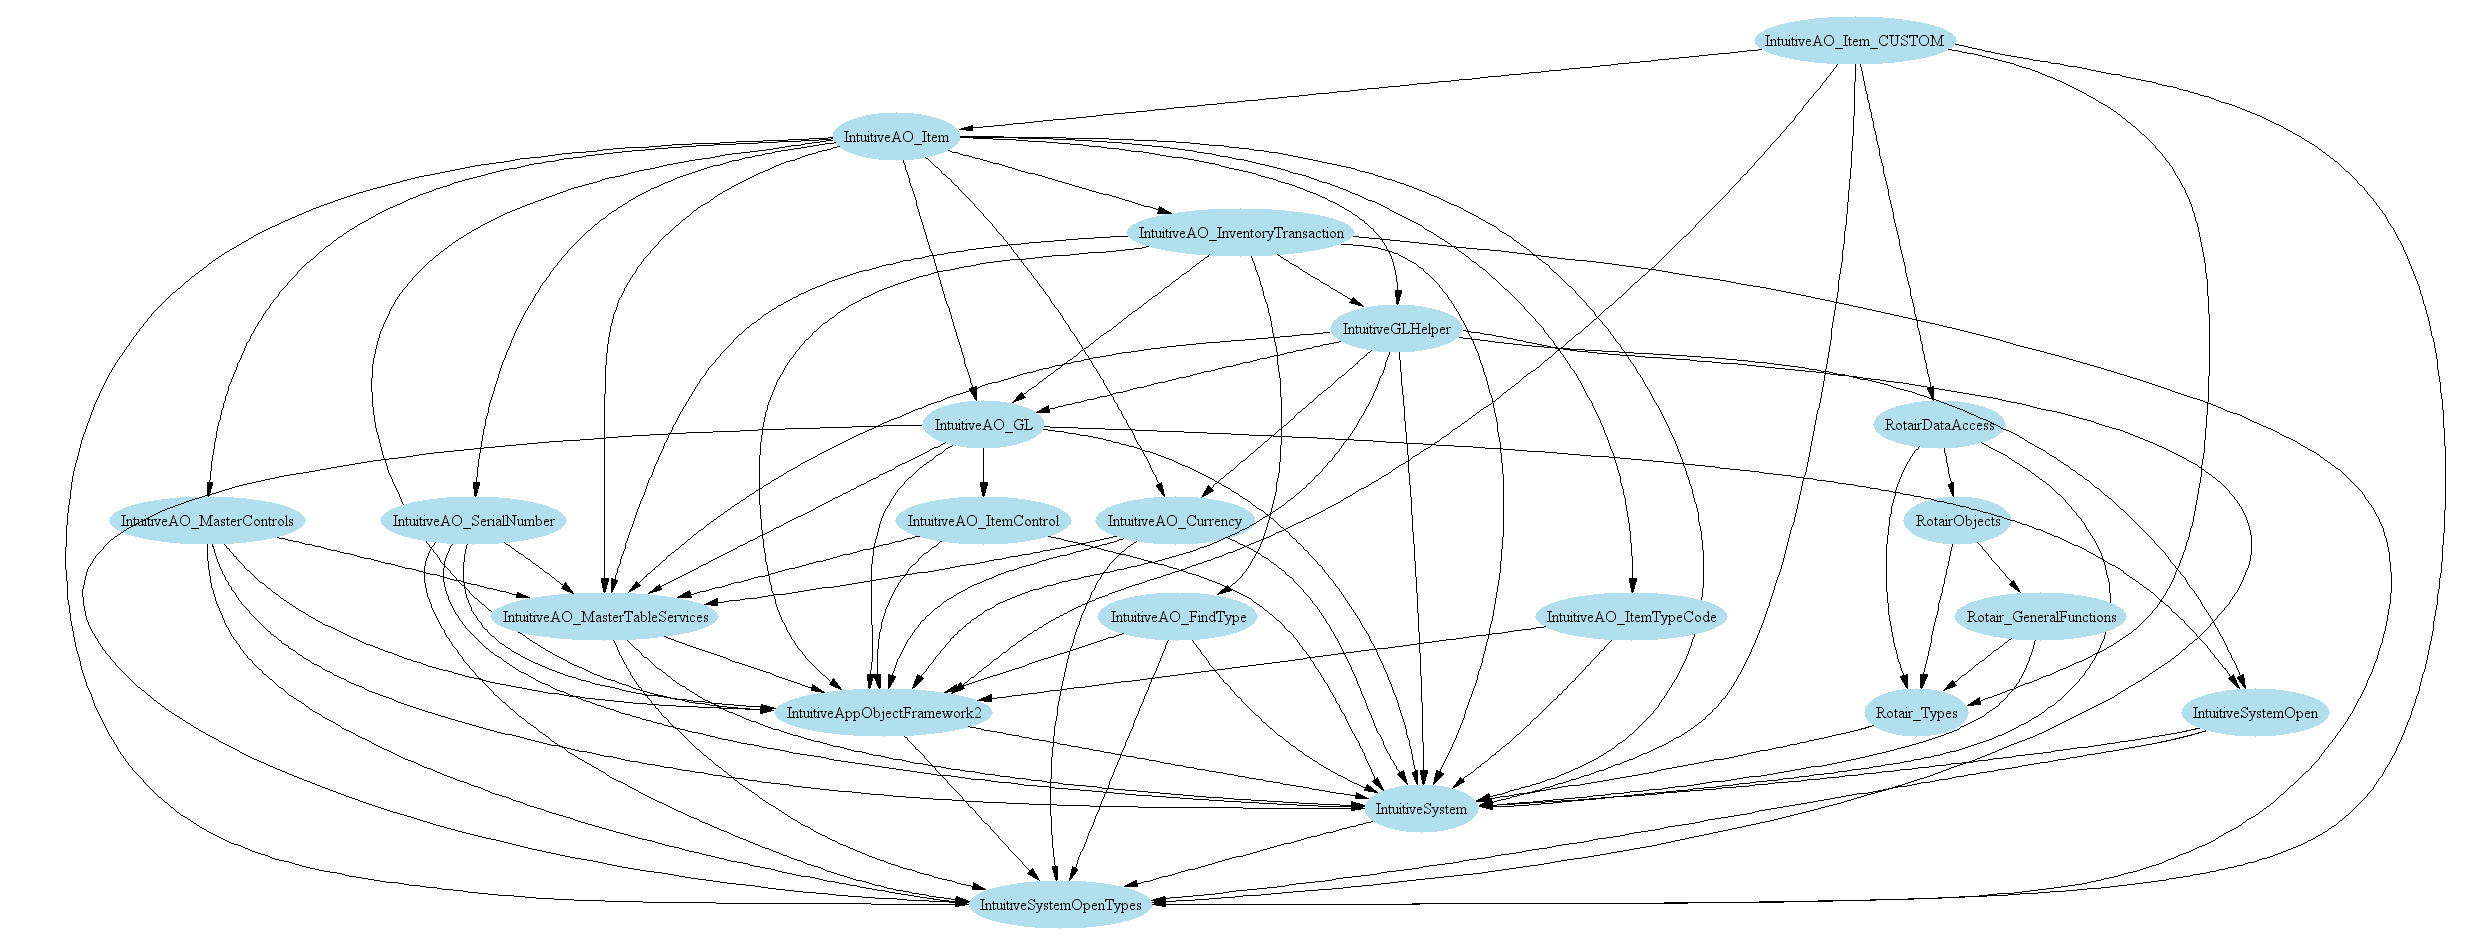 IntuitiveAO_Item_CUSTOM
IntuitiveAO_Item
IntuitiveAO_InventoryTransaction
IntuitiveGLHelper
IntuitiveAO_GL
RotairDataAccess
IntuitiveAO_MasterControls
IntuitiveAO_SerialNumber
IntuitiveAO_ItemControl
IntuitiveAO_Currency
RotairObjects
IntuitiveAO_MasterTableServices
IntuitiveAO_FindType
IntuitiveAO_ItemTypeCode
Rotair_GeneralFunctions
IntuitiveAppObjectFramework2
Rotair_Types
IntuitiveSystemOpen
IntuitiveSystem
IntuitiveSystemOpenTypes